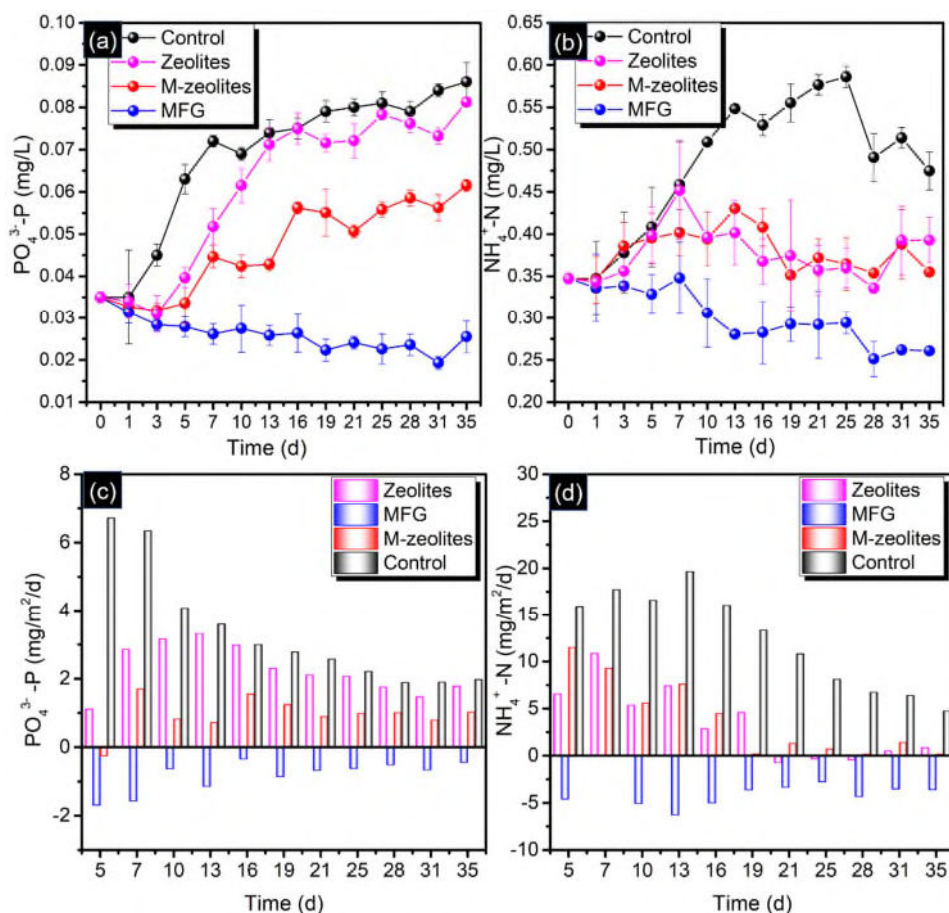 (a)
Control
Zeolites
M-zeolites
MFG
PO₄³⁻-P (mg/L)
0.10
0.09
0.08
0.07
0.06
0.05
0.04
0.03
0.02
0.01
0 1 3 5 7 10 13 16 19 21 25 28 31 35
Time (d)
(b)
Control
Zeolites
M-zeolites
MFG
NH₄⁺-N (mg/L)
0.65
0.60
0.55
0.50
0.45
0.40
0.35
0.30
0.25
0.20
0 1 3 5 7 10 13 16 19 21 25 28 31 35
Time (d)
(c)
Zeolites
MFG
M-zeolites
Control
PO₄³⁻-P (mg/m²/d)
8
6
4
2
0
-2
5 7 10 13 16 19 21 25 28 31 35
Time (d)
(d)
Zeolites
MFG
M-zeolites
Control
NH₄⁺-N (mg/m²/d)
30
25
20
15
10
5
0
-5
-10
5 7 10 13 16 19 21 25 28 31 35
Time (d)